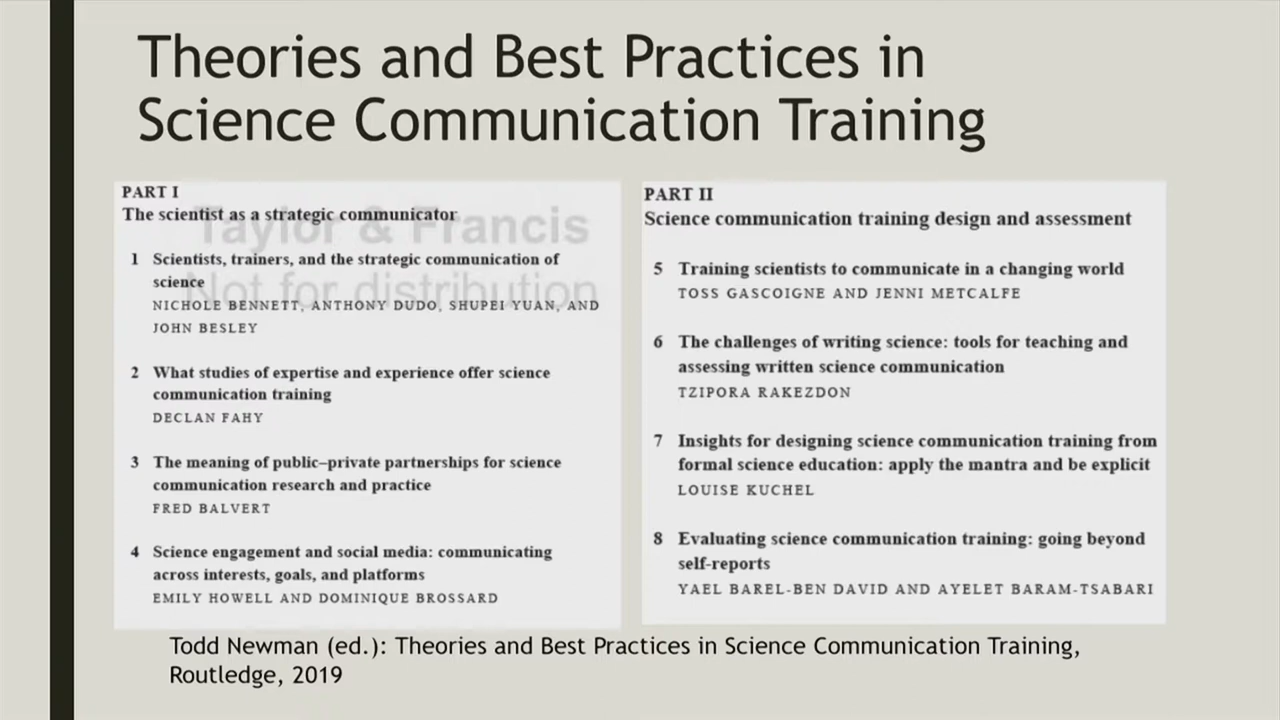 Theories and Best Practices in
Science Communication Training
PART I
The scientist as a strategic communicator
Taylor & Francis
Not for distribution
1 Scientists, trainers, and the strategic communication of
science
NICHOLE BENNETT, ANTHONY DUDO, SHUPEI YUAN, AND
JOHN BESLEY
2 What studies of expertise and experience offer science
communication training
DECLAN FAHY
3 The meaning of public–private partnerships for science
communication research and practice
FRED BALVERT
4 Science engagement and social media: communicating
across interests, goals, and platforms
EMILY HOWELL AND DOMINIQUE BROSSARD
PART II
Science communication training design and assessment
5 Training scientists to communicate in a changing world
TOSS GASCOIGNE AND JENNI METCALFE
6 The challenges of writing science: tools for teaching and
assessing written science communication
TZIPORA RAKEZDON
7 Insights for designing science communication training from
formal science education: apply the mantra and be explicit
LOUISE KUCHEL
8 Evaluating science communication training: going beyond
self-reports
YAEL BAREL-BEN DAVID AND AYELET BARAM-TSABARI
Todd Newman (ed.): Theories and Best Practices in Science Communication Training,
Routledge, 2019